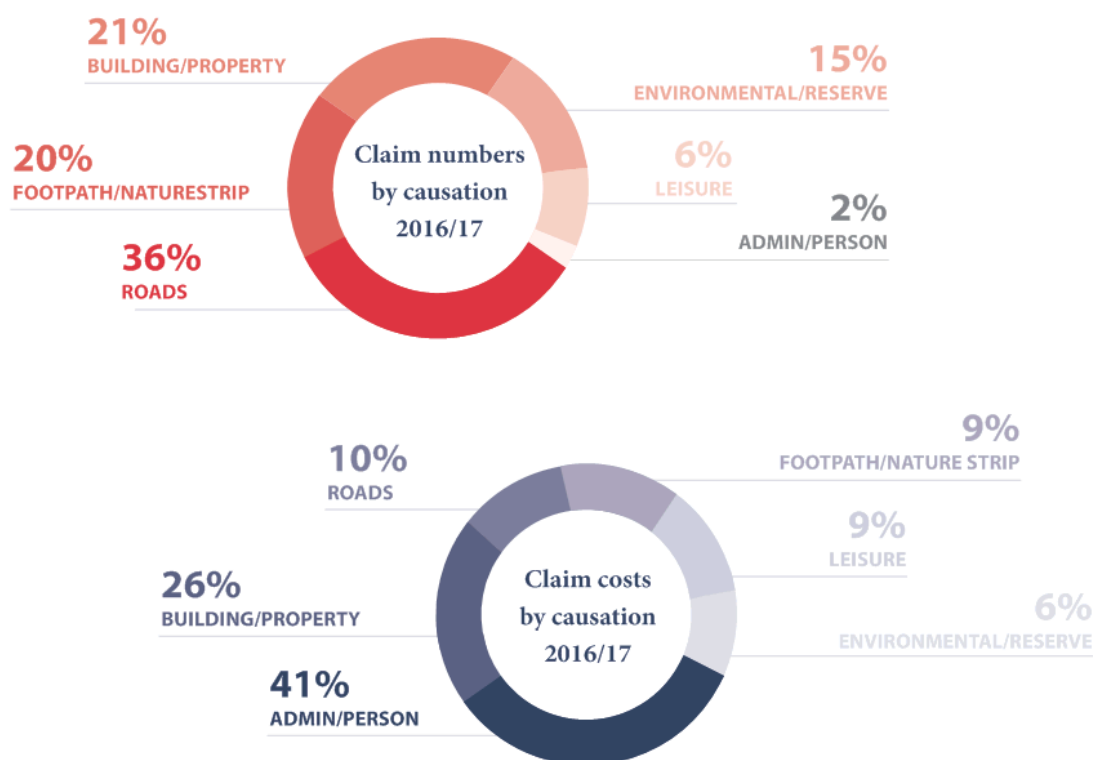 21%
BUILDING/PROPERTY
15%
ENVIRONMENTAL/RESERVE
20%
FOOTPATH/NATURESTRIP
6%
LEISURE
2%
ADMIN/PERSON
36%
ROADS
Claim numbers
by causation
2016/17
9%
FOOTPATH/NATURE STRIP
10%
ROADS
9%
LEISURE
26%
BUILDING/PROPERTY
6%
ENVIRONMENTAL/RESERVE
41%
ADMIN/PERSON
Claim costs
by causation
2016/17